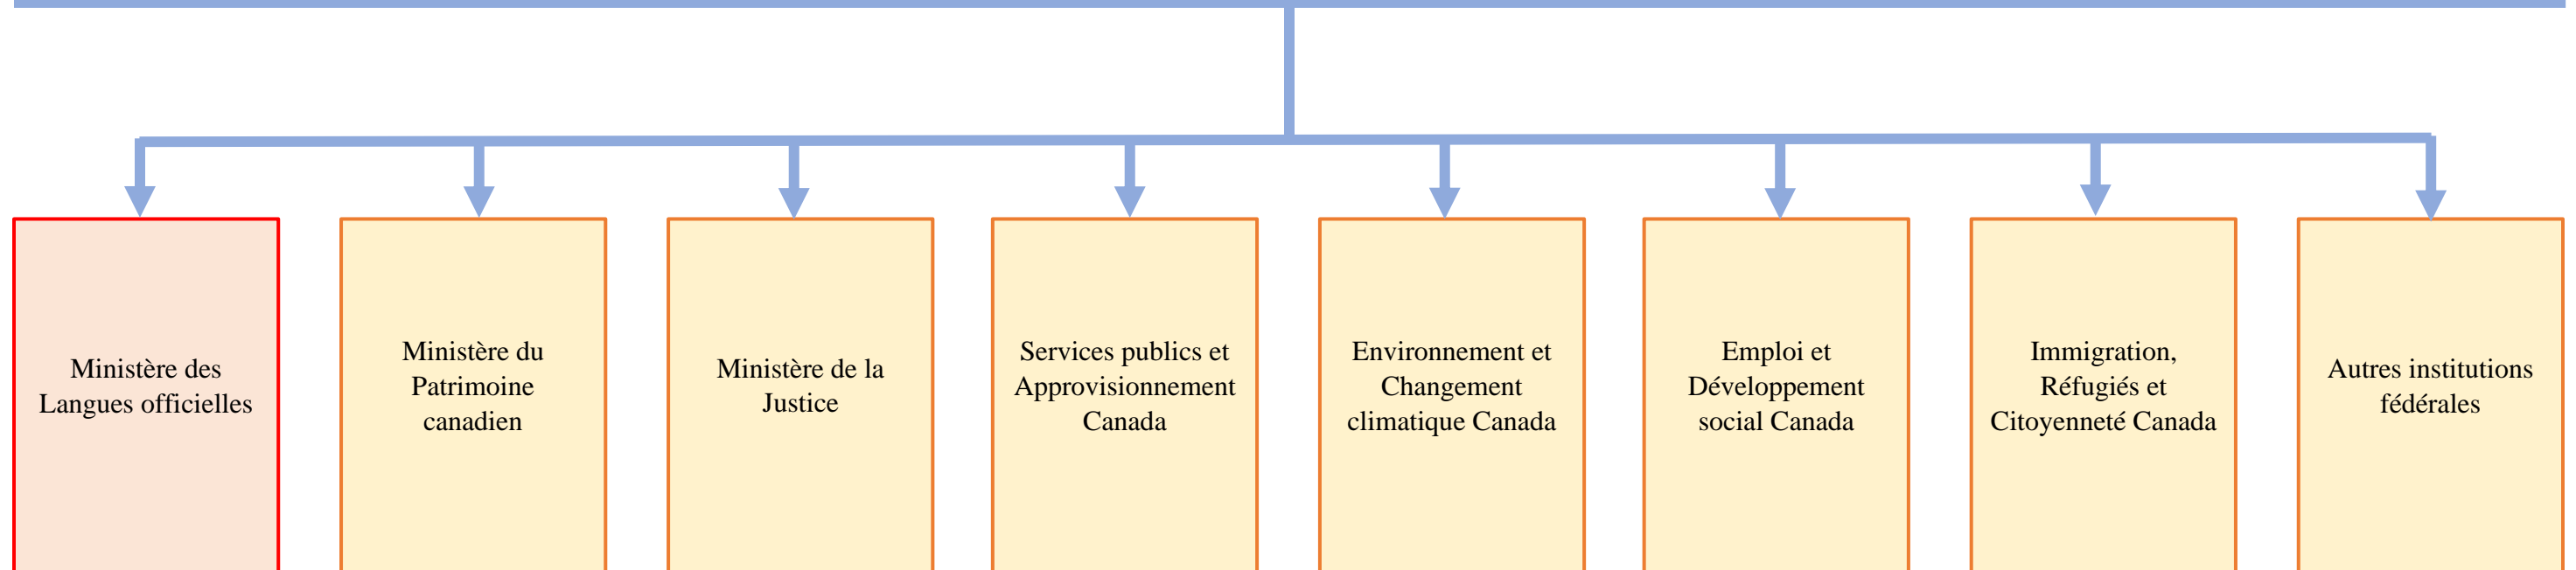 Ministère des
Langues officielles
Ministère du
Patrimoine
canadien
Ministère de la
Justice
Services publics et
Approvisionnement
Canada
Environnement et
Changement
climatique Canada
Emploi et
Développement
social Canada
Immigration,
Réfugiés et
Citoyenneté Canada
Autres institutions
fédérales